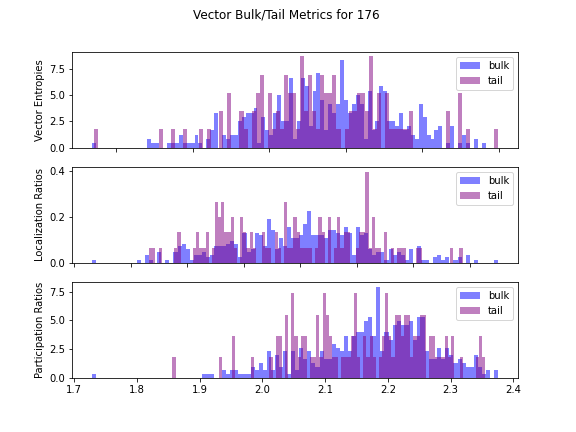 Vector Bulk/Tail Metrics for 176
Vector Entropies
7.5
5.0
2.5
0.0
bulk
tail
Localization Ratios
0.4
0.2
0.0
bulk
tail
Participation Ratios
7.5
5.0
2.5
0.0
bulk
tail
1.7 1.8 1.9 2.0 2.1 2.2 2.3 2.4